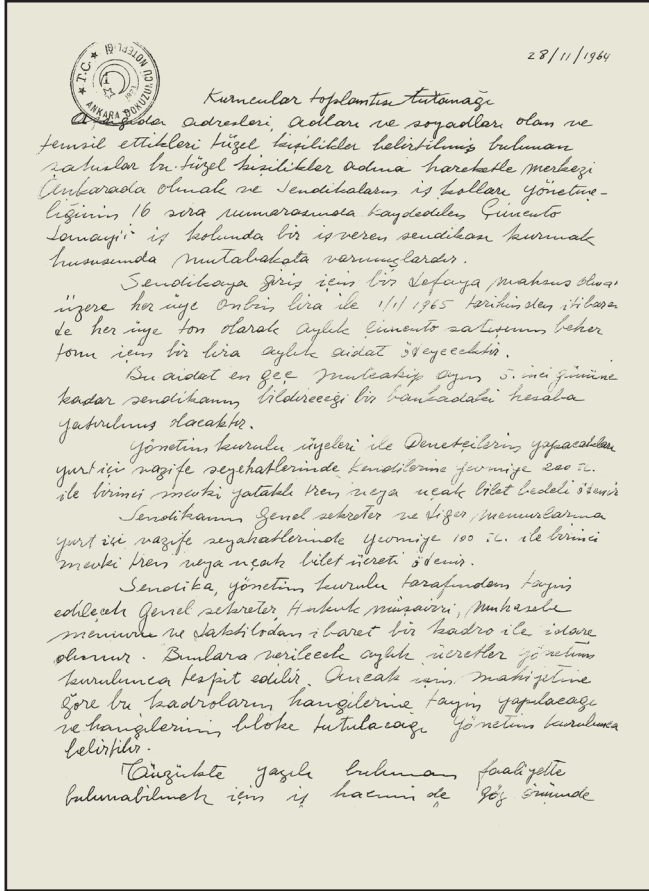 T.C. ANKARA DOKUZUNCU NOTERLİĞİ
28/11/1964
Kurucular toplantısı tutanağı
Aşağıda adresleri, adları ve soyadları olan ve
temsil ettikleri tüzel kişilikler belirtilmiş bulunan
şahıslar bu tüzel kişilikler adına hareketle merkezi
Ankarada olmak ve Sendikaların iş kolları yönetme-
liğinin 16 sıra numarasında kaydedilen Çimento
Sanayii iş kolunda bir işveren sendikası kurmak
hususunda mutabakata varmışlardır.
Sendikaya giriş için bir defaya mahsus olmak
üzere her üye onbin lira ile 1/1/1965 tarihinden itibaren
de her üye ton olarak aylık çimento satışının beher
tonu için bir lira aylık aidat ödeyecektir.
Bu aidat en geç müteakip ayın 5. inci gününe
kadar sendikanın bildireceği bir bankadaki hesaba
yatırılmış olacaktır.
Yönetim kurulu üyeleri ile Denetçilerin yapacakları
yurt içi vazife seyahatlerinde kendilerine yevmiye 200 TL.
ile birinci mevki yataklı tren veya uçak bilet bedeli ödenir
Sendikanın Genel sekreter ve diğer memurlarına
yurt içi vazife seyahatlerinde yevmiye 100 TL. ile birinci
mevki tren veya uçak bilet ücreti ödenir.
Sendika, yönetim kurulu tarafından tayin
edilecek Genel sekreter, Hukuk müşaviri, Muhasebe
memuru ve daktilodan ibaret bir kadro ile idare
olunur. Bunlara verilecek aylık ücretler yönetim
kurulunca tespit edilir. Ancak işin mahiyetine
göre bu kadroların hangilerine tayin yapılacağı
ve hangilerinin bloke tutulacağı yönetim kurulunca
belirtilir.
Tüzükte yazılı bulunan faaliyette
bulunabilmek için iş hacmin de göz önünde